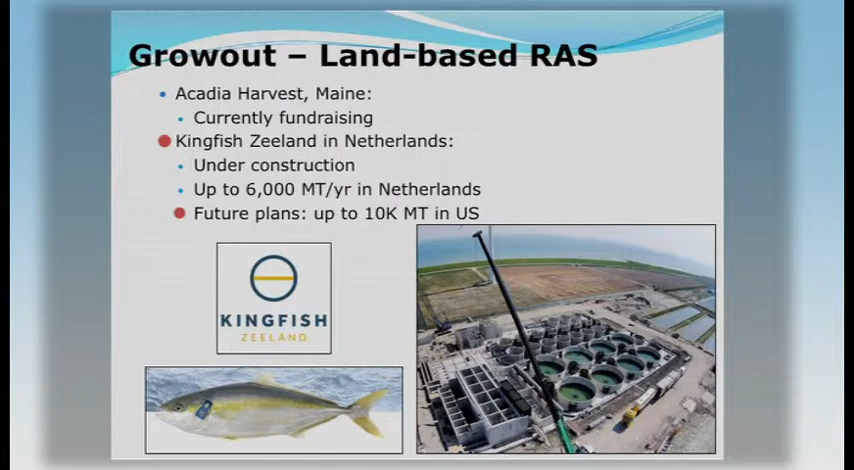 Growout – Land-based RAS
• Acadia Harvest, Maine:
• Currently fundraising
Kingfish Zeeland in Netherlands:
• Under construction
• Up to 6,000 MT/yr in Netherlands
Future plans: up to 10K MT in US
KINGFISH
ZEELAND